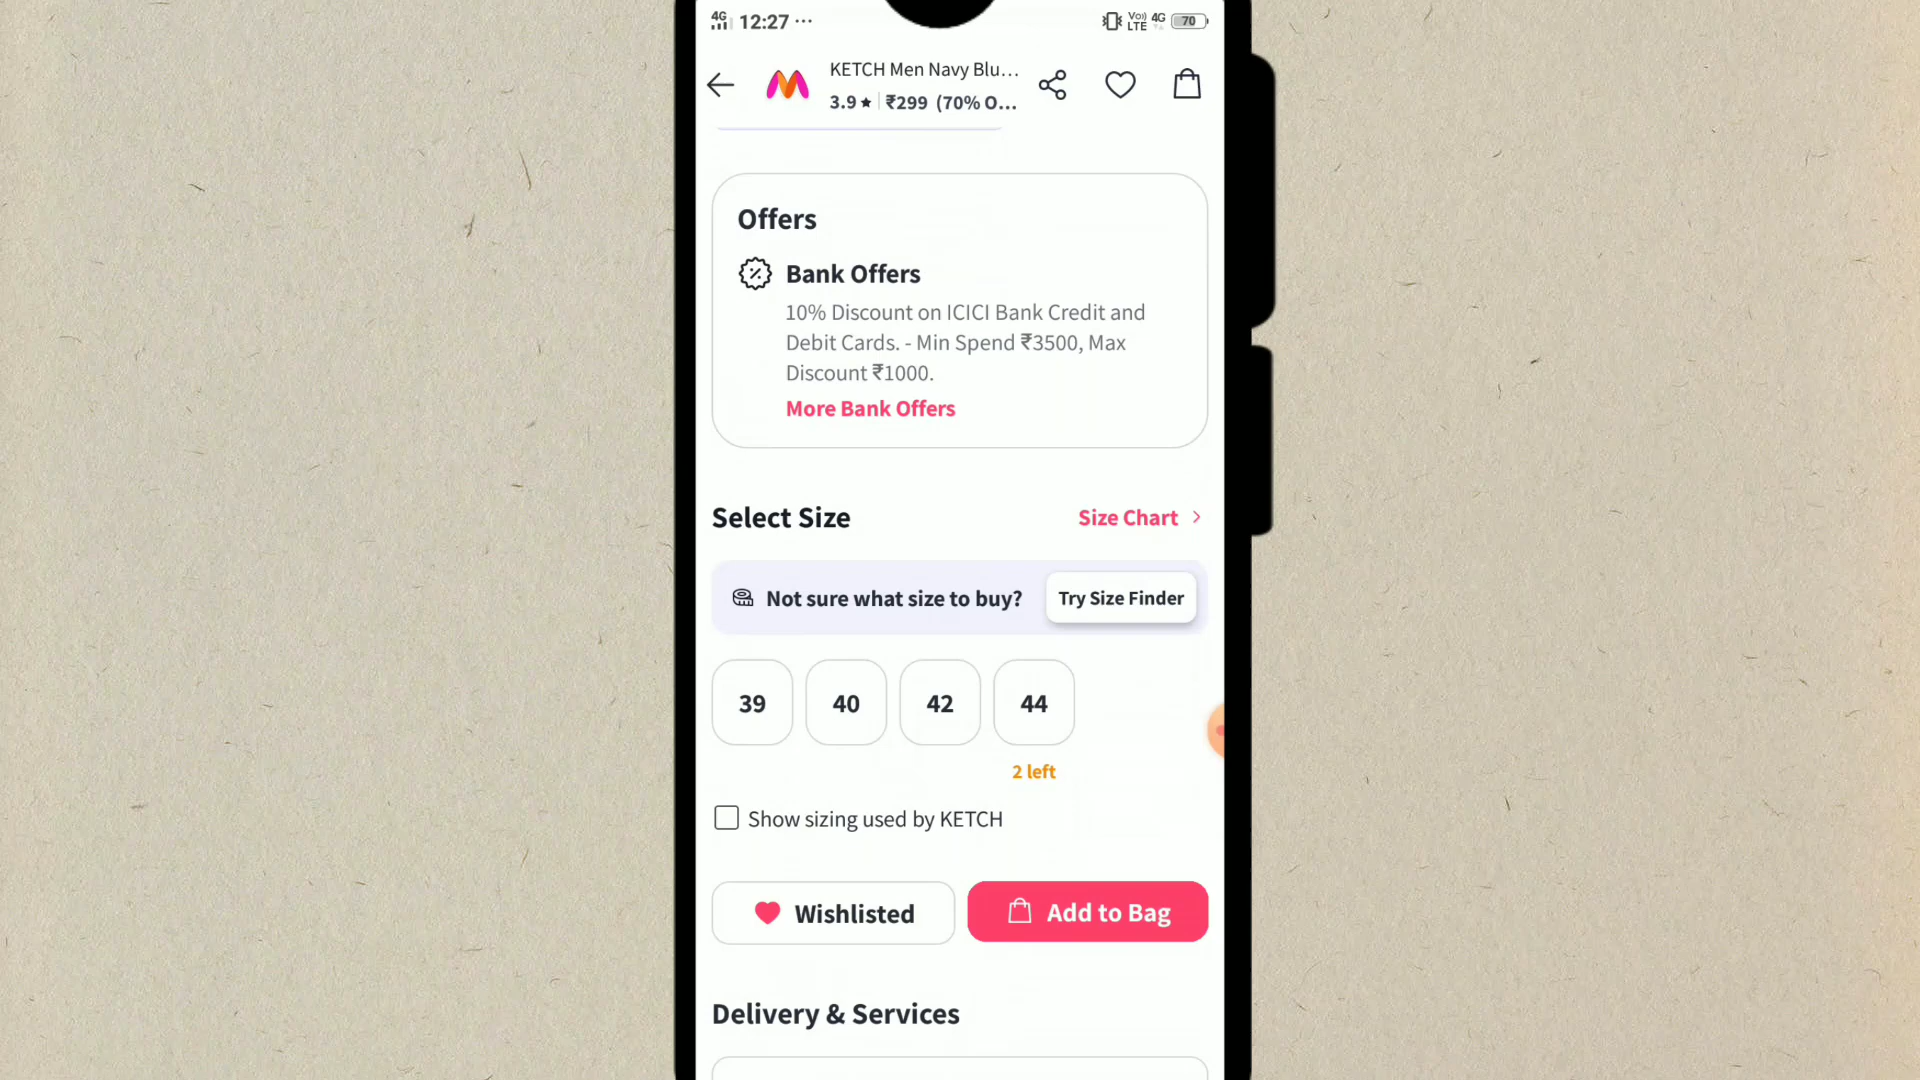 4G 12:27 ... Vo) LTE 4G 70
KETCH Men Navy Blu...
3.9 ★ | ₹299 (70% O...
Offers
Bank Offers
10% Discount on ICICI Bank Credit and
Debit Cards. - Min Spend ₹3500, Max
Discount ₹1000.
More Bank Offers
Select Size
Size Chart >
Not sure what size to buy?
Try Size Finder
39 40 42 44
2 left
Show sizing used by KETCH
Wishlisted
Add to Bag
Delivery & Services